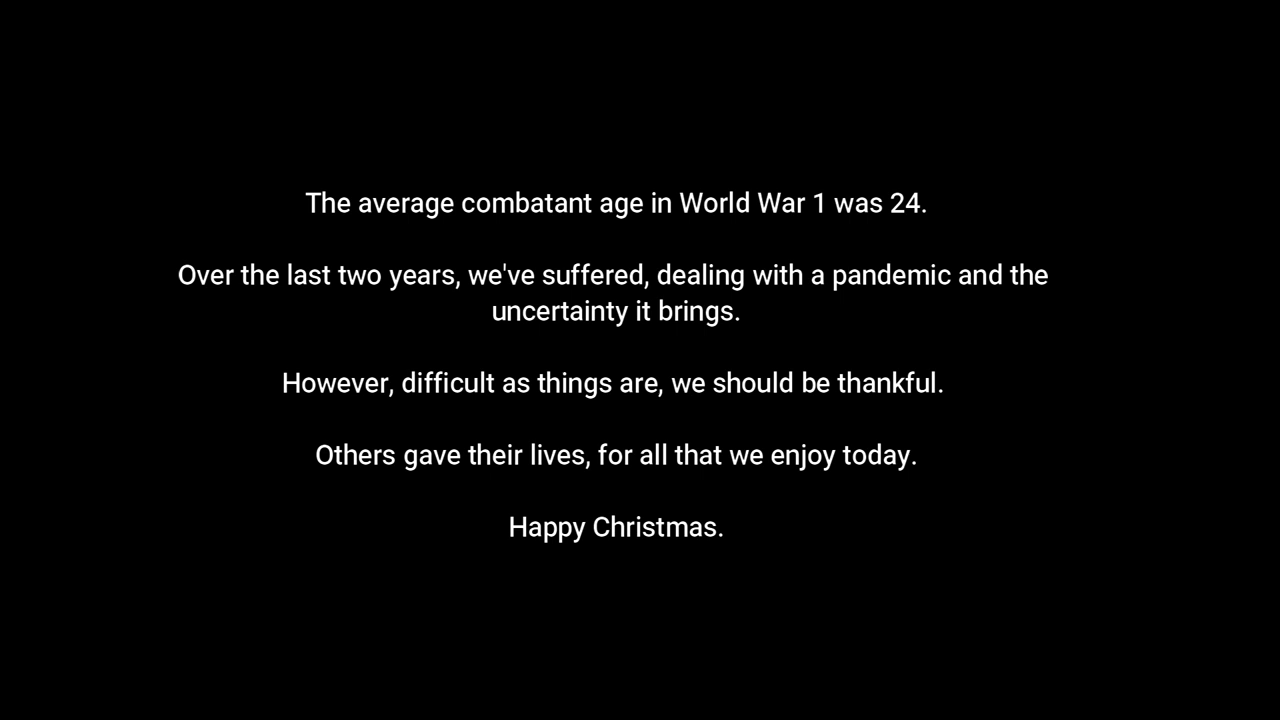 The average combatant age in World War 1 was 24.
Over the last two years, we've suffered, dealing with a pandemic and the
uncertainty it brings.
However, difficult as things are, we should be thankful.
Others gave their lives, for all that we enjoy today.
Happy Christmas.